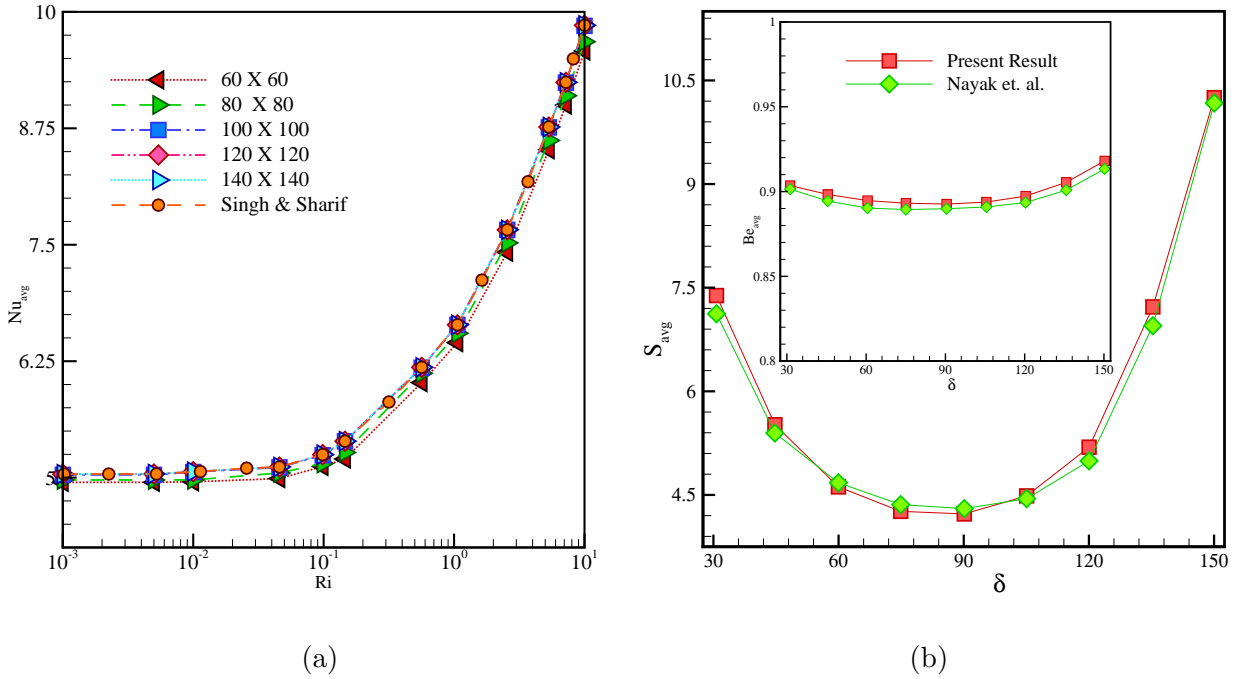 10
8.75
7.5
6.25
5
Nu_avg
60 X 60
80 X 80
100 X 100
120 X 120
140 X 140
Singh & Sharif
10^-3 10^-2 10^-1 10^0 10^1
Ri
(a)
10.5
9
7.5
6
4.5
S_avg
1
0.95
0.9
0.85
0.8
Be_avg
Present Result
Nayak et. al.
30 60 90 120 150
δ
30 60 90 120 150
δ
(b)